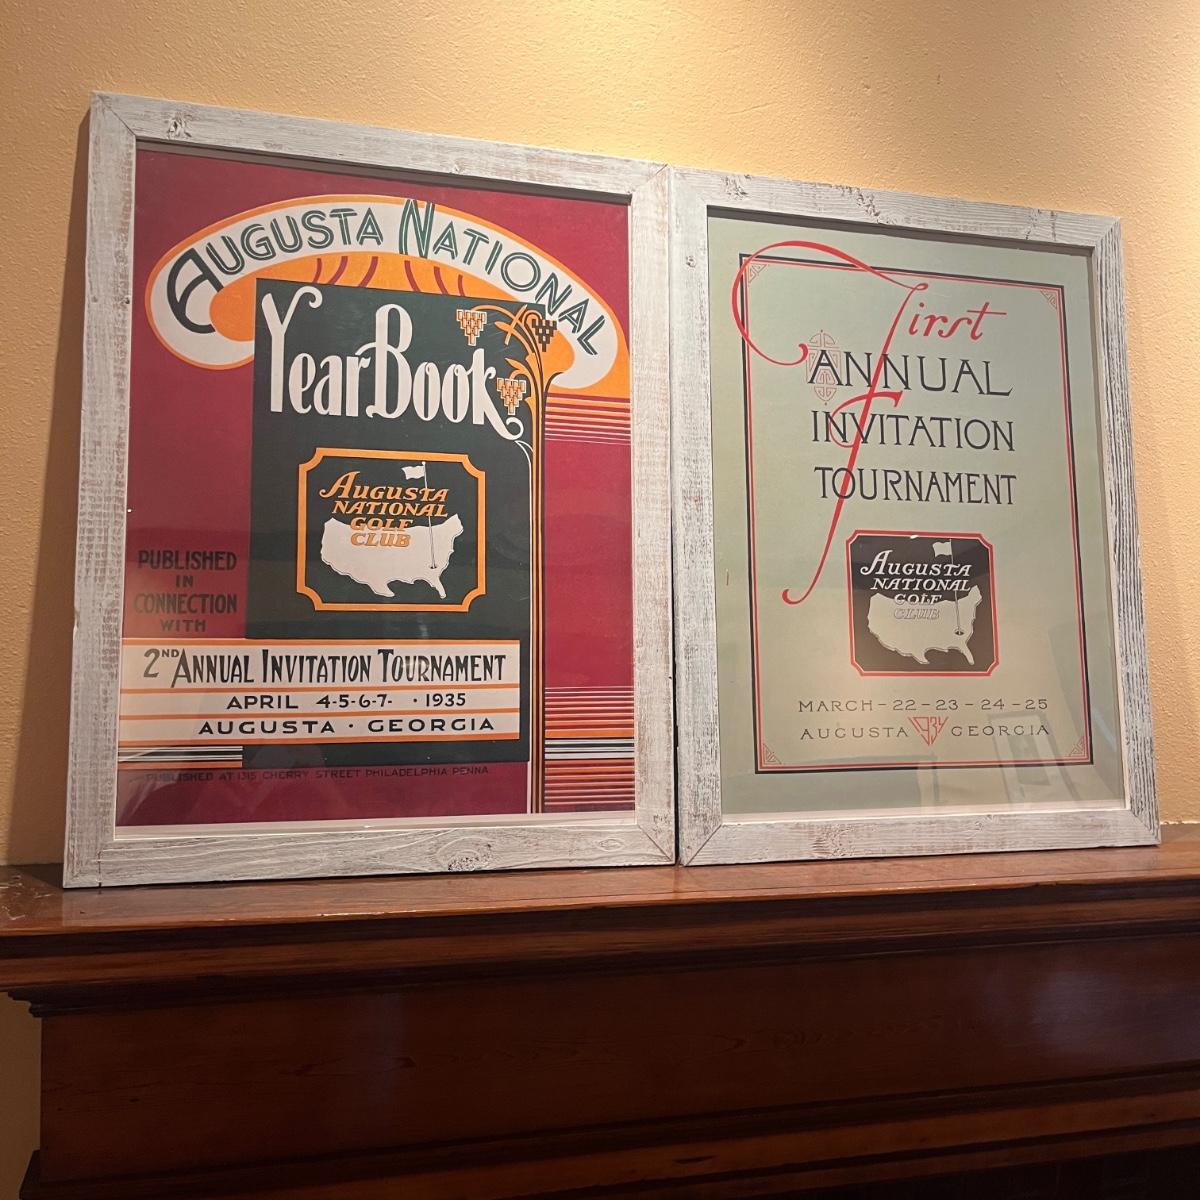 AUGUSTA NATIONAL
Year Book
AUGUSTA
NATIONAL
GOLF
CLUB
PUBLISHED
IN
CONNECTION
WITH
2ND ANNUAL INVITATION TOURNAMENT
APRIL 4-5-6-7- · 1935
AUGUSTA · GEORGIA
PUBLISHED AT 1315 CHERRY STREET PHILADELPHIA PENNA.
First
ANNUAL
INVITATION
TOURNAMENT
AUGUSTA
NATIONAL
GOLF
CLUB
MARCH - 22 - 23 - 24 - 25
AUGUSTA 1934 GEORGIA